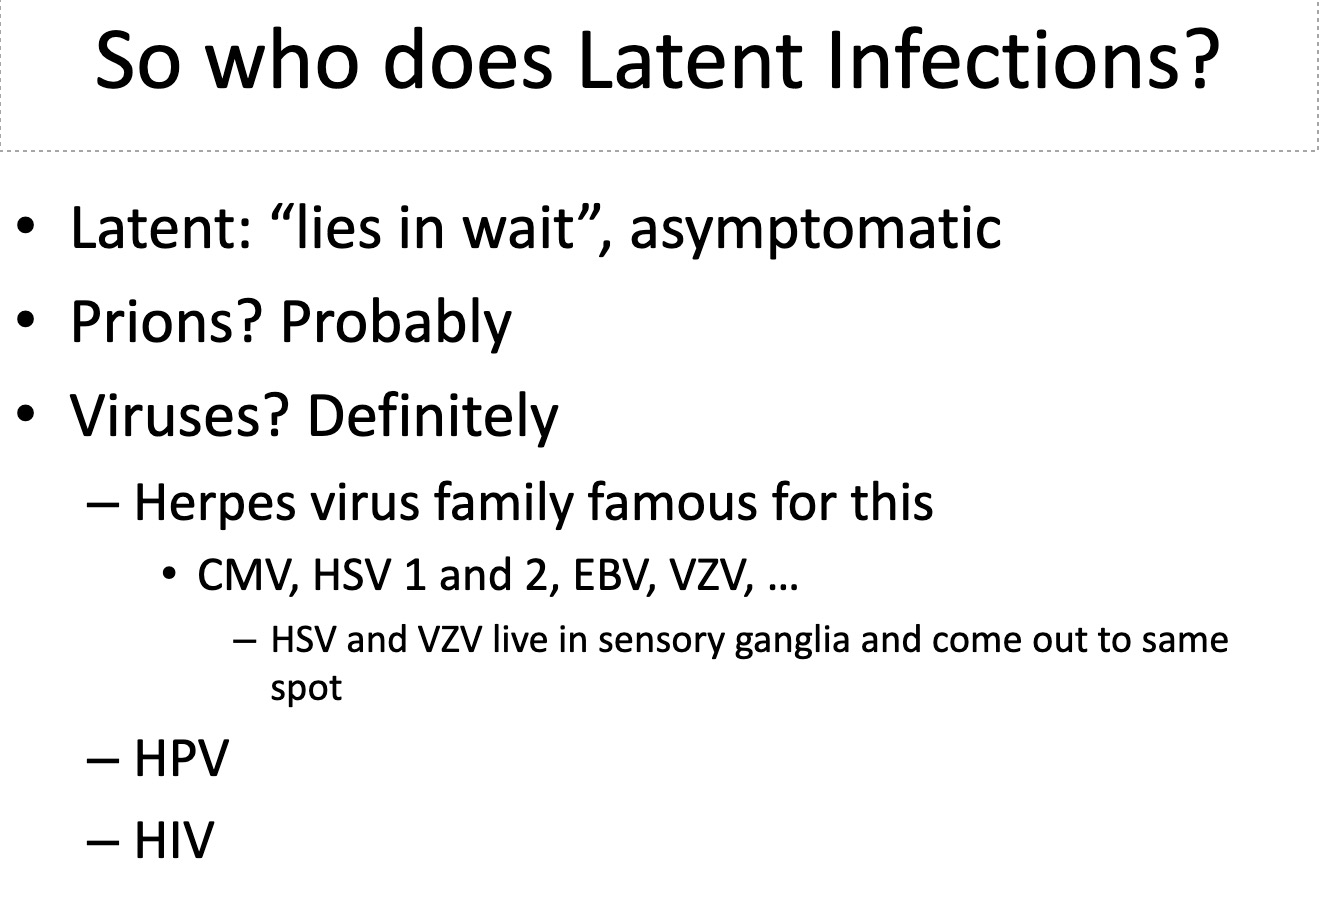 So who does Latent Infections?
• Latent: “lies in wait”, asymptomatic
• Prions? Probably
• Viruses? Definitely
– Herpes virus family famous for this
• CMV, HSV 1 and 2, EBV, VZV, …
– HSV and VZV live in sensory ganglia and come out to same
spot
– HPV
– HIV